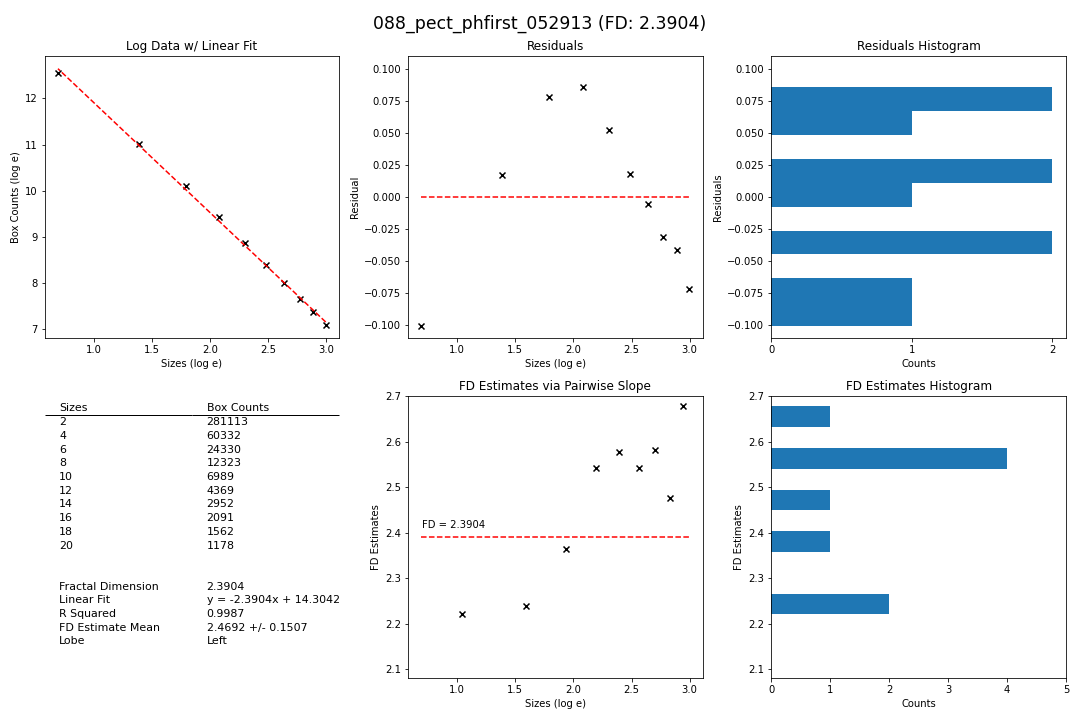 088_pect_phfirst_052913 (FD: 2.3904)
Log Data w/ Linear Fit
Box Counts (log e)
12
11
10
9
8
7
1.0 1.5 2.0 2.5 3.0
Sizes (log e)
Residuals
Residual
0.100
0.075
0.050
0.025
0.000
−0.025
−0.050
−0.075
−0.100
1.0 1.5 2.0 2.5 3.0
Sizes (log e)
Residuals Histogram
Residuals
0.100
0.075
0.050
0.025
0.000
−0.025
−0.050
−0.075
−0.100
0 1 2
Counts
Sizes Box Counts
2 281113
4 60332
6 24330
8 12323
10 6989
12 4369
14 2952
16 2091
18 1562
20 1178
Fractal Dimension 2.3904
Linear Fit y = -2.3904x + 14.3042
R Squared 0.9987
FD Estimate Mean 2.4692 +/- 0.1507
Lobe Left
FD Estimates via Pairwise Slope
FD Estimates
2.7
2.6
2.5
2.4
2.3
2.2
2.1
FD = 2.3904
1.0 1.5 2.0 2.5 3.0
Sizes (log e)
FD Estimates Histogram
FD Estimates
2.7
2.6
2.5
2.4
2.3
2.2
2.1
0 1 2 3 4 5
Counts